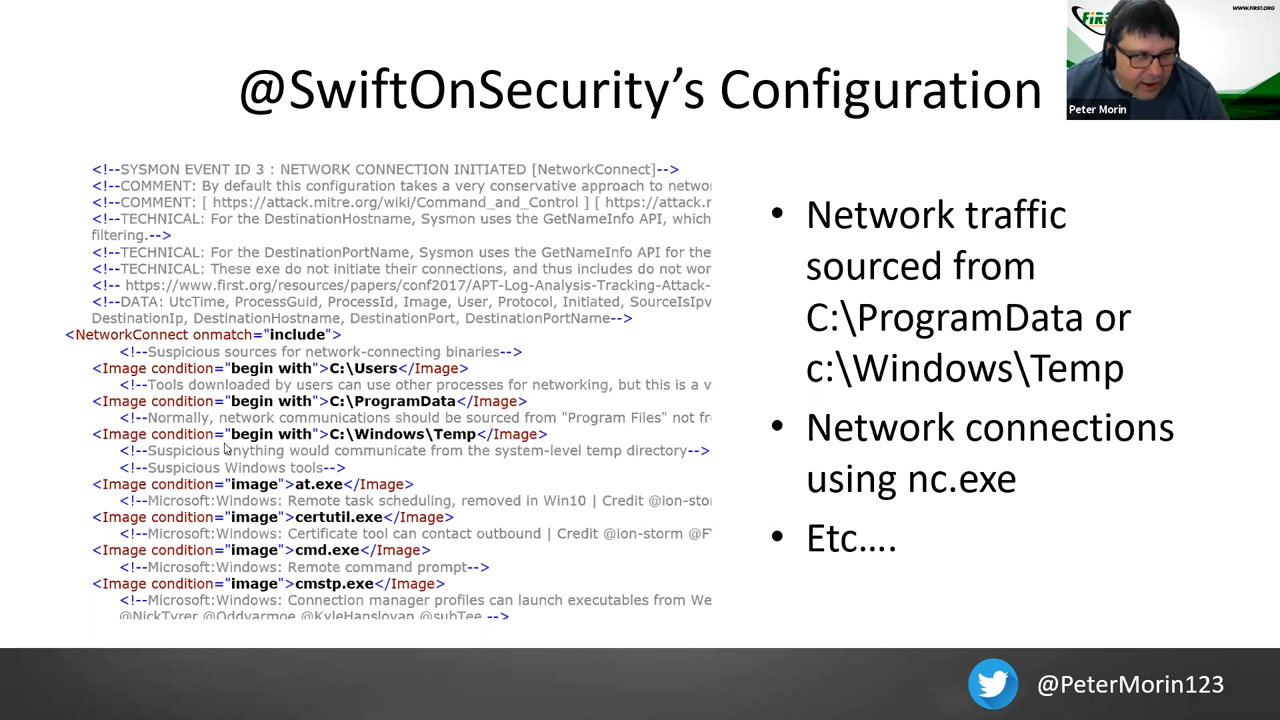 @SwiftOnSecurity's Configuration
FIRST
WWW.FIRST.ORG
Peter Morin
<!--SYSMON EVENT ID 3 : NETWORK CONNECTION INITIATED [NetworkConnect]-->
<!--COMMENT: By default this configuration takes a very conservative approach to netwo
<!--COMMENT: [ https://attack.mitre.org/wiki/Command_and_Control ] [ https://attack.
<!--TECHNICAL: For the DestinationHostname, Sysmon uses the GetNameInfo API, which
filtering.-->
<!--TECHNICAL: For the DestinationPortName, Sysmon uses the GetNameInfo API for the
<!--TECHNICAL: These exe do not initiate their connections, and thus includes do not wor
<!-- https://www.first.org/resources/papers/conf2017/APT-Log-Analysis-Tracking-Attack-
<!--DATA: UtcTime, ProcessGuid, ProcessId, Image, User, Protocol, Initiated, SourceIsIpv
DestinationIp, DestinationHostname, DestinationPort, DestinationPortName-->
<NetworkConnect onmatch="include">
<!--Suspicious sources for network-connecting binaries-->
<Image condition="begin with">C:\Users</Image>
<!--Tools downloaded by users can use other processes for networking, but this is a v
<Image condition="begin with">C:\ProgramData</Image>
<!--Normally, network communications should be sourced from "Program Files" not fr
<Image condition="begin with">C:\Windows\Temp</Image>
<!--Suspicious anything would communicate from the system-level temp directory-->
<!--Suspicious Windows tools-->
<Image condition="image">at.exe</Image>
<!--Microsoft:Windows: Remote task scheduling, removed in Win10 | Credit @ion-stor
<Image condition="image">certutil.exe</Image>
<!--Microsoft:Windows: Certificate tool can contact outbound | Credit @ion-storm @F
<Image condition="image">cmd.exe</Image>
<!--Microsoft:Windows: Remote command prompt-->
<Image condition="image">cmstp.exe</Image>
<!--Microsoft:Windows: Connection manager profiles can launch executables from We
@NickTyrer @Oddvarmoe @KyleHanslovan @subTee -->
• Network traffic
sourced from
C:\ProgramData or
c:\Windows\Temp
• Network connections
using nc.exe
• Etc….
@PeterMorin123